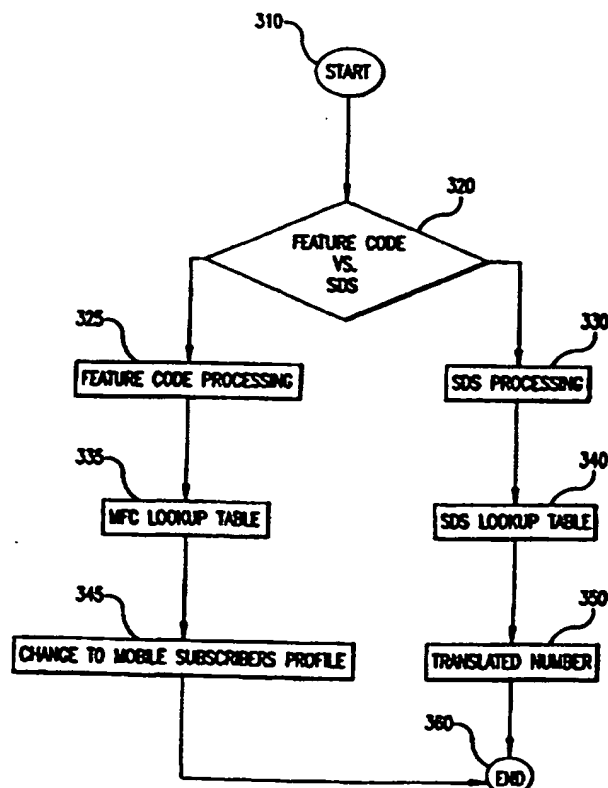 310
START
320
FEATURE CODE
VS.
SDS
325
FEATURE CODE PROCESSING
330
SDS PROCESSING
335
MFC LOOKUP TABLE
340
SDS LOOKUP TABLE
345
CHANGE TO MOBILE SUBSCRIBERS PROFILE
350
TRANSLATED NUMBER
360
END